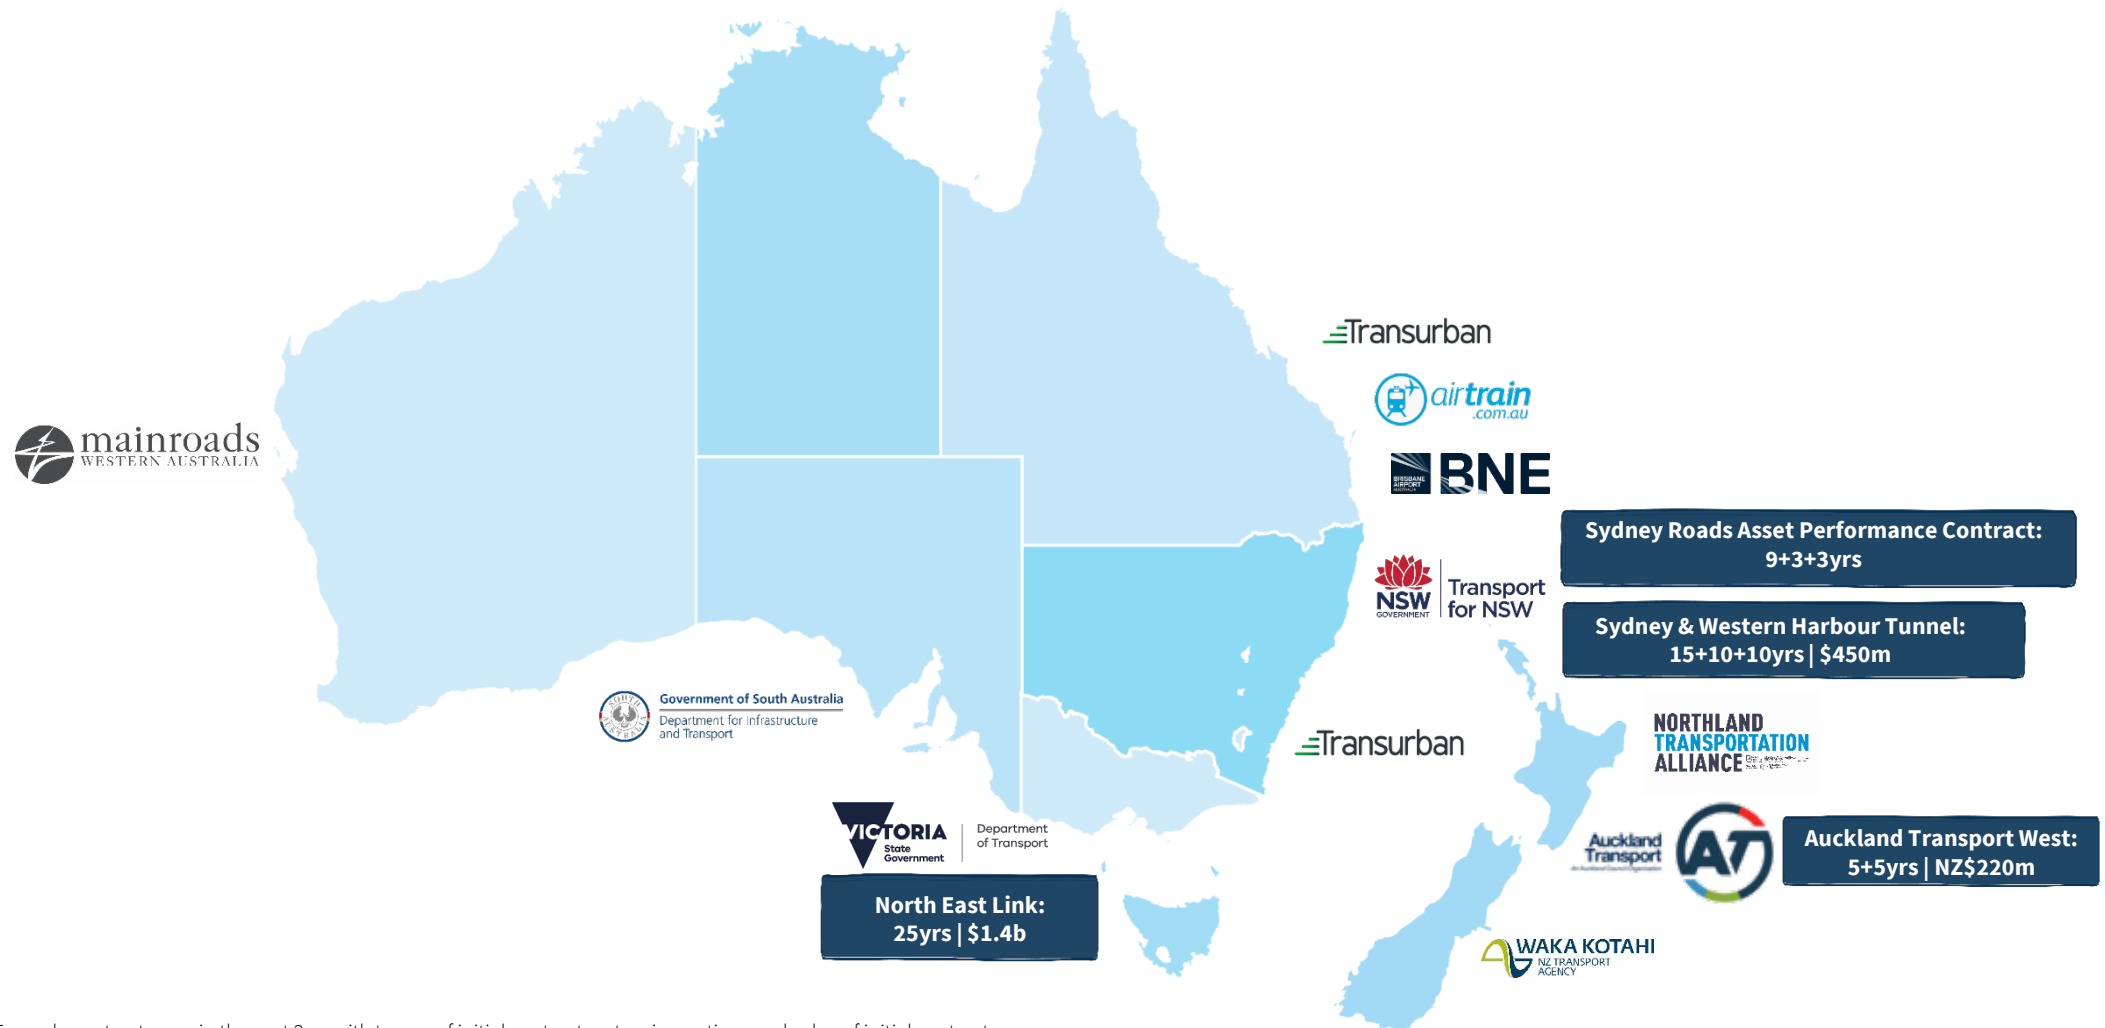 Transurban
airtrain
.com.au
mainroads
WESTERN AUSTRALIA
BRISBANE
AIRPORT
BNE
Sydney Roads Asset Performance Contract:
9+3+3yrs
NSW
GOVERNMENT
Transport
for NSW
Sydney & Western Harbour Tunnel:
15+10+10yrs | $450m
SOUTH AUSTRALIA
Government of South Australia
Department for Infrastructure
and Transport
NORTHLAND
TRANSPORTATION
ALLIANCE
Transurban
VICTORIA
State
Government
Department
of Transport
Auckland
Transport
AT
Auckland Transport West:
5+5yrs | NZ$220m
North East Link:
25yrs | $1.4b
WAKA KOTAHI
NZ TRANSPORT
AGENCY